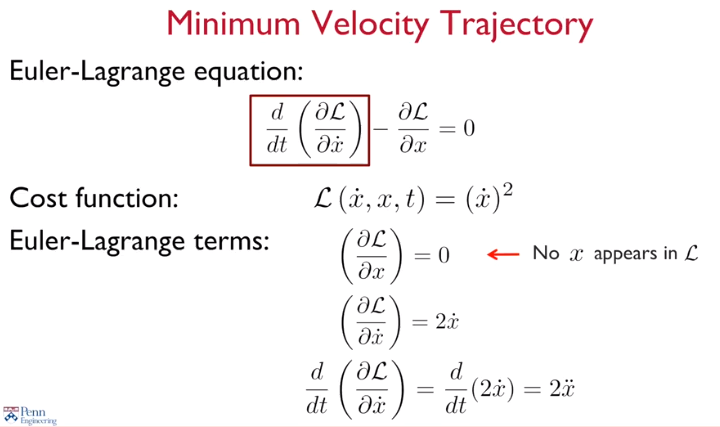 Minimum Velocity Trajectory
Euler-Lagrange equation:
$\frac{d}{dt}\left(\frac{\partial \mathcal{L}}{\partial \dot{x}}\right) - \frac{\partial \mathcal{L}}{\partial x} = 0$
Cost function: $\mathcal{L}(\dot{x}, x, t) = (\dot{x})^2$
Euler-Lagrange terms: $\left(\frac{\partial \mathcal{L}}{\partial x}\right) = 0$ ← No $x$ appears in $\mathcal{L}$
$\left(\frac{\partial \mathcal{L}}{\partial \dot{x}}\right) = 2\dot{x}$
$\frac{d}{dt}\left(\frac{\partial \mathcal{L}}{\partial \dot{x}}\right) = \frac{d}{dt}(2\dot{x}) = 2\ddot{x}$
Penn
Engineering